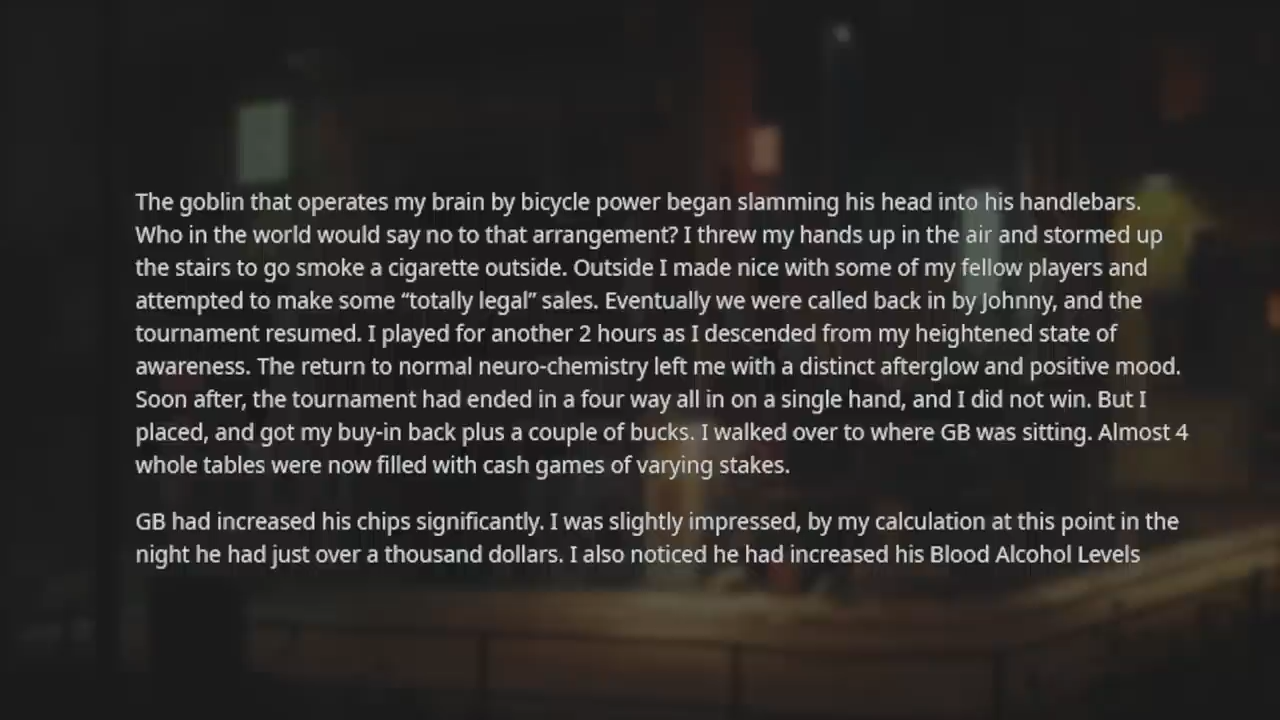 The goblin that operates my brain by bicycle power began slamming his head into his handlebars.
Who in the world would say no to that arrangement? I threw my hands up in the air and stormed up
the stairs to go smoke a cigarette outside. Outside I made nice with some of my fellow players and
attempted to make some “totally legal” sales. Eventually we were called back in by Johnny, and the
tournament resumed. I played for another 2 hours as I descended from my heightened state of
awareness. The return to normal neuro-chemistry left me with a distinct afterglow and positive mood.
Soon after, the tournament had ended in a four way all in on a single hand, and I did not win. But I
placed, and got my buy-in back plus a couple of bucks. I walked over to where GB was sitting. Almost 4
whole tables were now filled with cash games of varying stakes.
GB had increased his chips significantly. I was slightly impressed, by my calculation at this point in the
night he had just over a thousand dollars. I also noticed he had increased his Blood Alcohol Levels